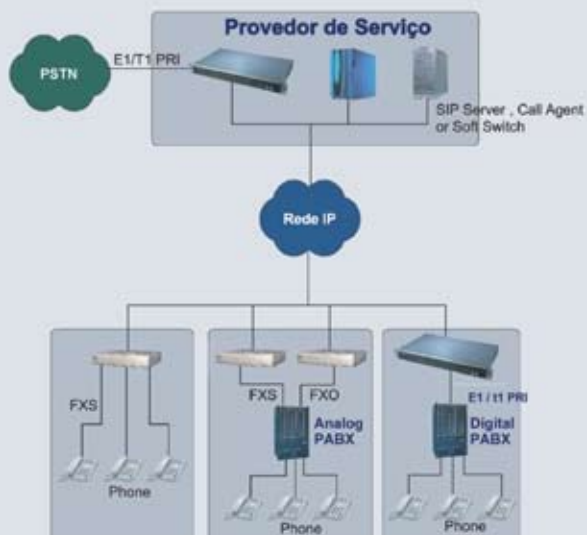 Provedor de Serviço
PSTN
E1/T1 PRI
SIP Server , Call Agent
or Soft Switch
Rede IP
FXS
Phone
FXS
FXO
Analog
PABX
Phone
E1 / t1 PRI
Digital
PABX
Phone